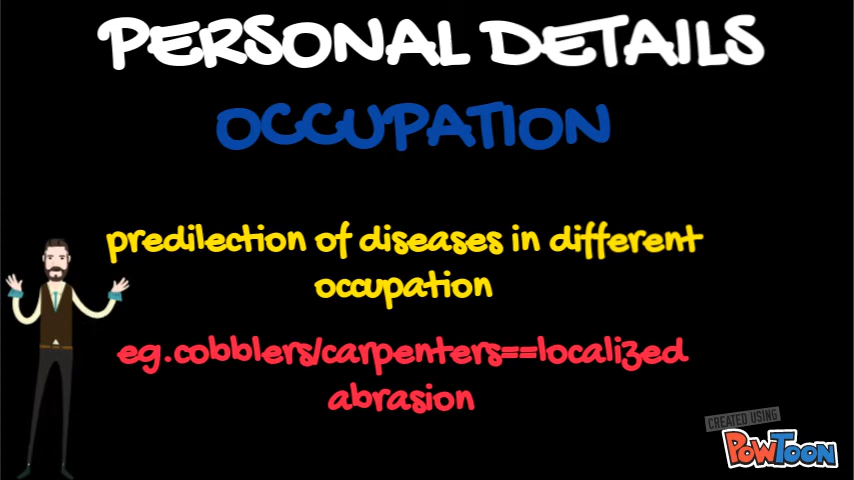 PERSONAL DETAILS
OCCUPATION
predilection of diseases in different
occupation
eg.cobblers/carpenters==localized
abrasion
CREATED USING
POWTOON